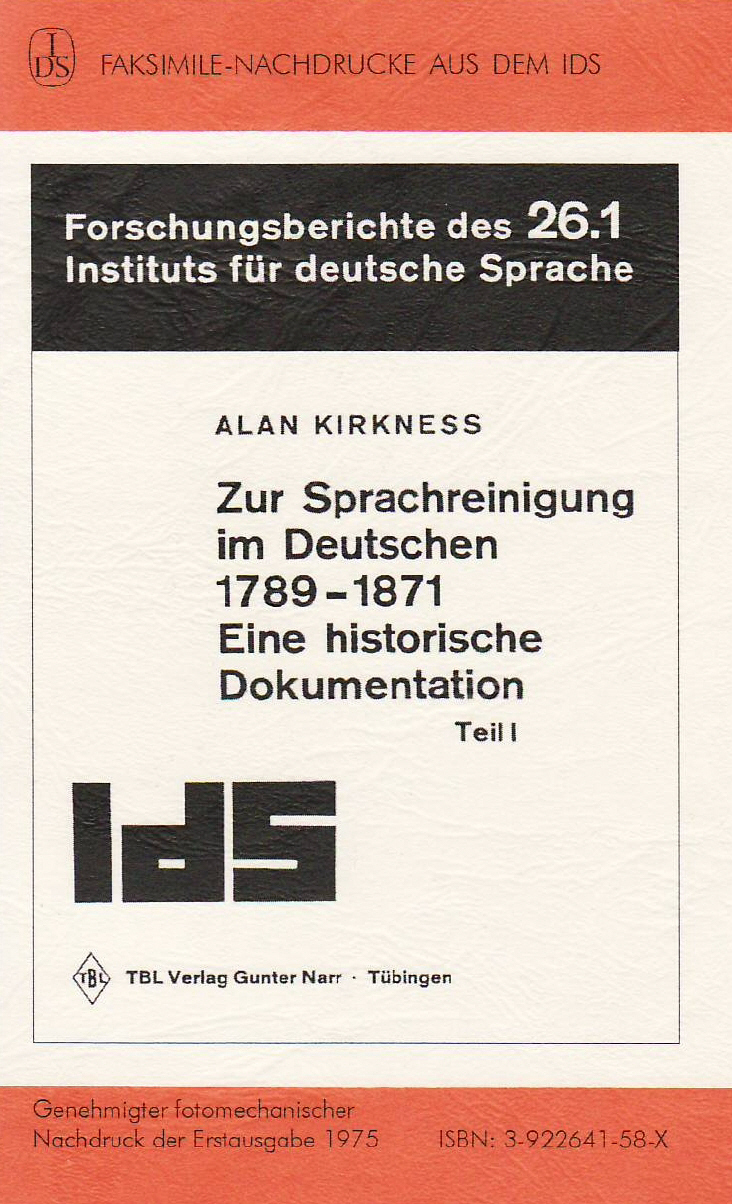 IDS FAKSIMILE-NACHDRUCKE AUS DEM IDS
Forschungsberichte des 26.1
Instituts für deutsche Sprache
ALAN KIRKNESS
Zur Sprachreinigung
im Deutschen
1789-1871
Eine historische
Dokumentation
Teil I
Ids
TBL TBL Verlag Gunter Narr · Tübingen
Genehmigter fotomechanischer
Nachdruck der Erstausgabe 1975 ISBN: 3-922641-58-X